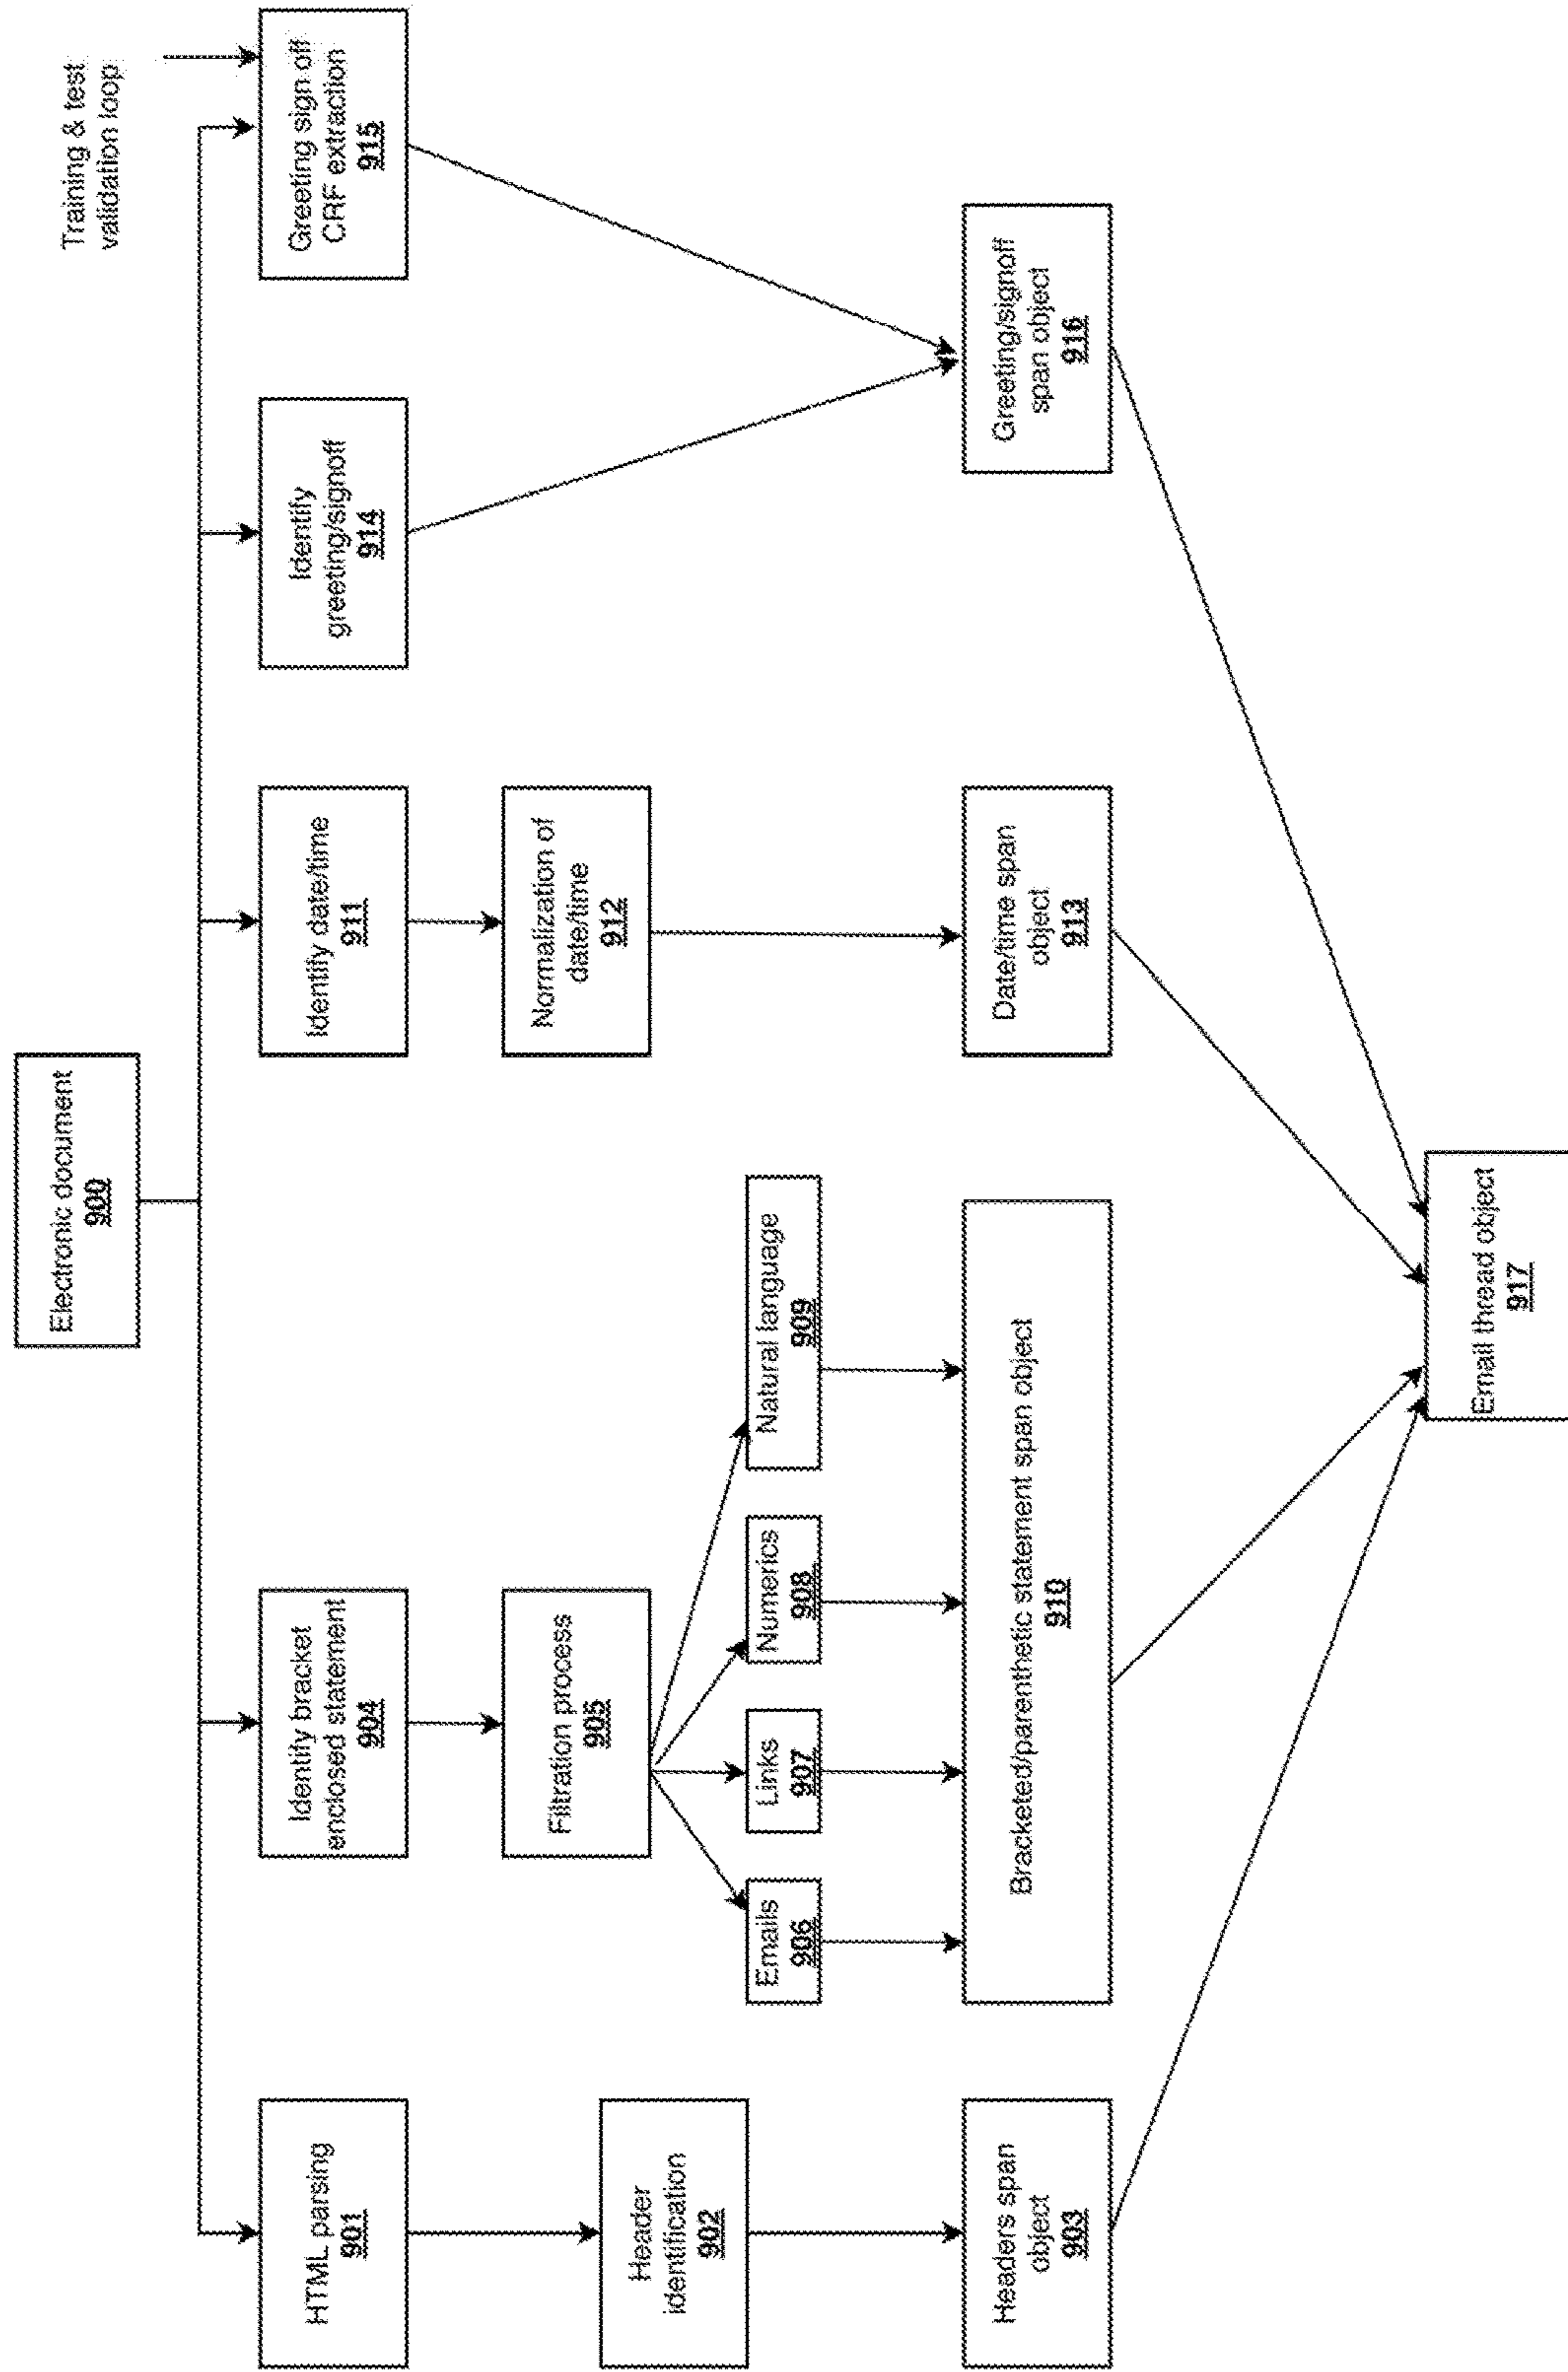 Electronic document
900
Training & test
validation loop
HTML parsing
901
Identify bracket
enclosed statement
904
Identify date/time
911
Identify
greeting/signoff
914
Greeting sign off
CRF extraction
915
Header
identification
902
Filtration process
905
Normalization of
date/time
912
Emails
906
Links
907
Numerics
908
Natural language
909
Headers span
object
903
Bracketed/parenthetic statement span object
910
Date/time span
object
913
Greeting/signoff
span object
916
Email thread object
917